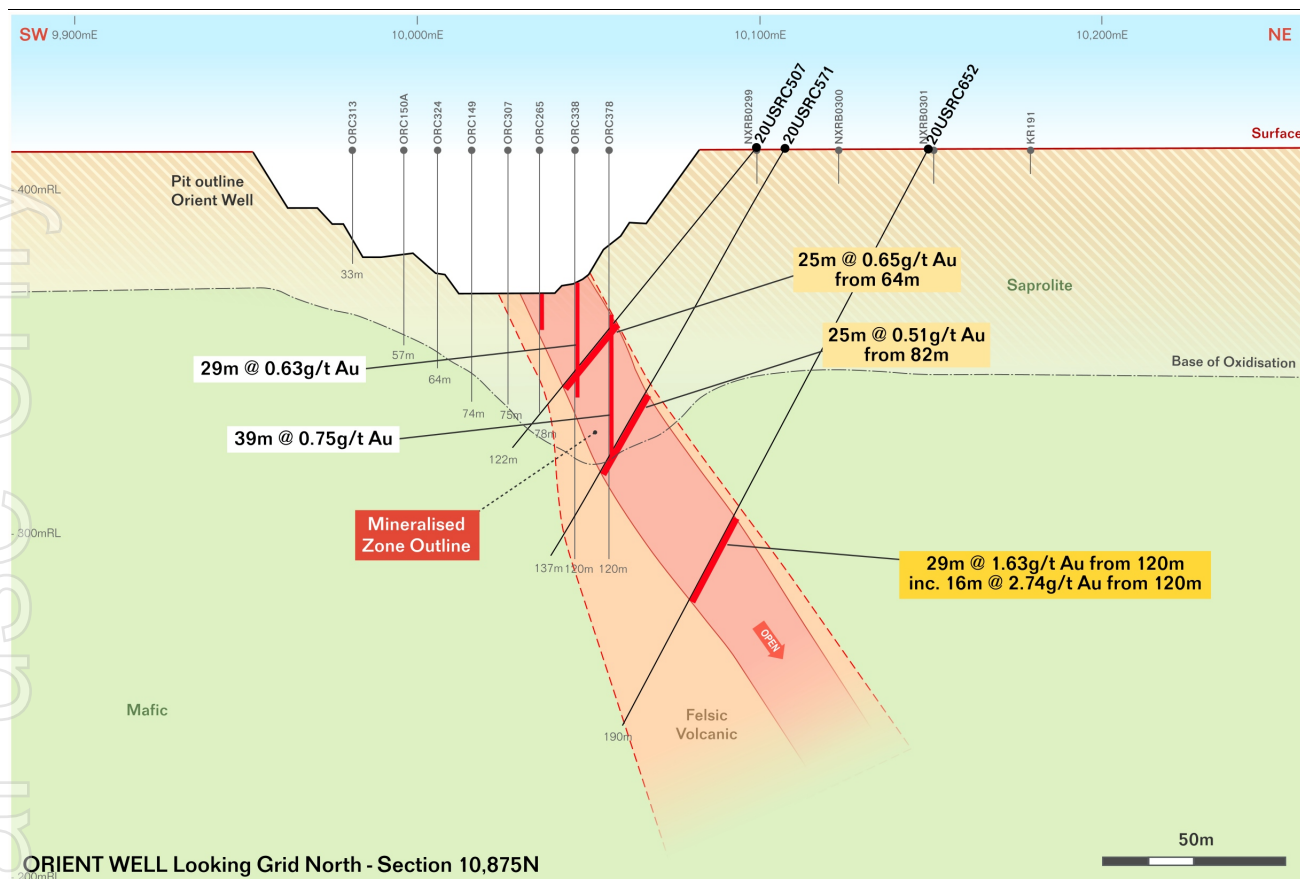 SW
9,900mE
10,000mE
10,100mE
10,200mE
NE
ORC313
ORC150A
ORC324
ORC149
ORC307
ORC265
ORC338
ORC378
NXRB0299
20USRC507
20USRC571
NXRB0300
NXRB0301
20USRC652
KR191
Surface
400mRL
Pit outline
Orient Well
33m
25m @ 0.65g/t Au
from 64m
Saprolite
25m @ 0.51g/t Au
from 82m
Base of Oxidisation
57m
29m @ 0.63g/t Au
64m
74m
75m
39m @ 0.75g/t Au
78m
122m
Mineralised
Zone Outline
300mRL
137m
120m
120m
29m @ 1.63g/t Au from 120m
inc. 16m @ 2.74g/t Au from 120m
OPEN
Mafic
Felsic
Volcanic
190m
50m
ORIENT WELL Looking Grid North - Section 10,875N
200mRL